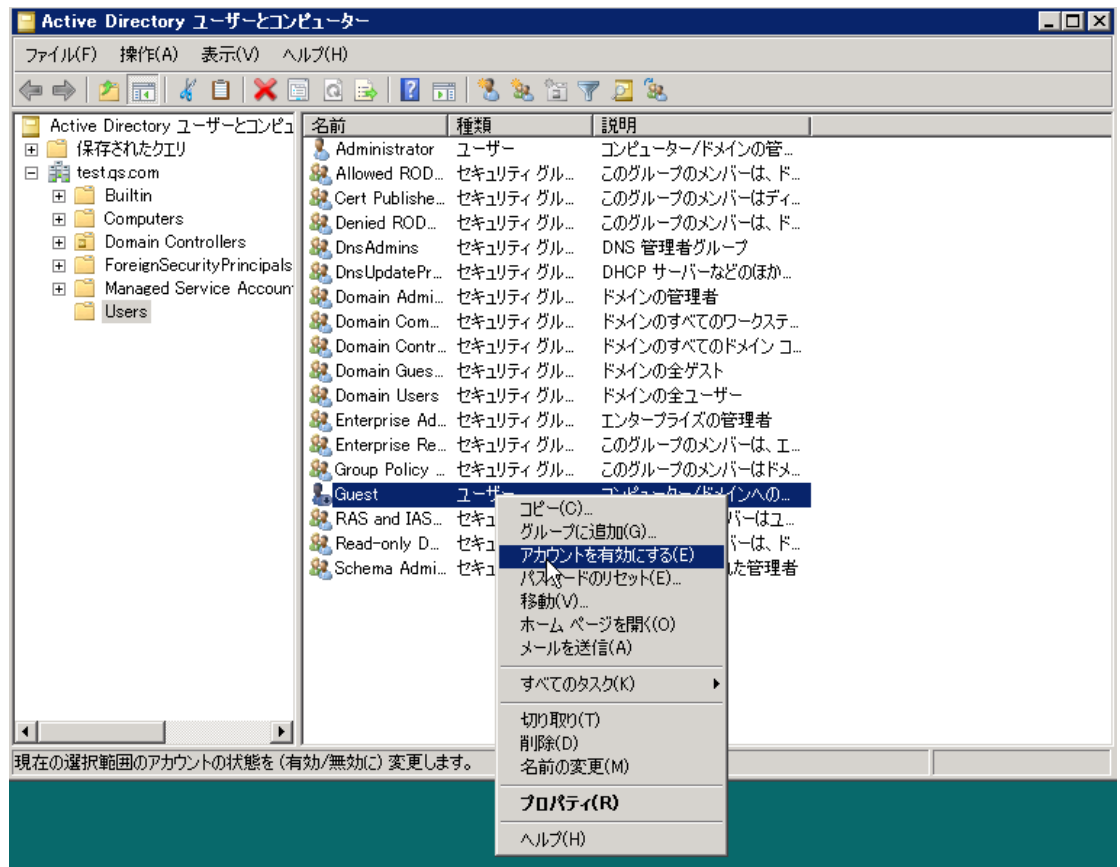 Active Directory ユーザーとコンピューター
ファイル(F) 操作(A) 表示(V) ヘルプ(H)
Active Directory ユーザーとコンピュ
保存されたクエリ
test.qs.com
Builtin
Computers
Domain Controllers
ForeignSecurityPrincipals
Managed Service Accoun
Users
名前 種類 説明
Administrator ユーザー コンピューター/ドメインの管...
Allowed ROD... セキュリティ グル... このグループのメンバーは、ド...
Cert Publishe... セキュリティ グル... このグループのメンバーはディ...
Denied ROD... セキュリティ グル... このグループのメンバーは、ド...
DnsAdmins セキュリティ グル... DNS 管理者グループ
DnsUpdatePr... セキュリティ グル... DHCP サーバーなどのほか...
Domain Admi... セキュリティ グル... ドメインの管理者
Domain Com... セキュリティ グル... ドメインのすべてのワークステ...
Domain Contr... セキュリティ グル... ドメインのすべてのドメイン コ...
Domain Gues... セキュリティ グル... ドメインの全ゲスト
Domain Users セキュリティ グル... ドメインの全ユーザー
Enterprise Ad... セキュリティ グル... エンタープライズの管理者
Enterprise Re... セキュリティ グル... このグループのメンバーは、エ...
Group Policy ... セキュリティ グル... このグループのメンバーはドメ...
Guest ユーザー コンピューター/ドメインへの...
RAS and IAS... セキュ バーはユ...
Read-only D... セキュ バーは、ド...
Schema Admi... セキュ た管理者
コピー(C)...
グループに追加(G)...
アカウントを有効にする(E)
パスワードのリセット(E)...
移動(V)...
ホーム ページを開く(O)
メールを送信(A)
すべてのタスク(K)
切り取り(T)
削除(D)
名前の変更(M)
プロパティ(R)
ヘルプ(H)
現在の選択範囲のアカウントの状態を (有効/無効に) 変更します。